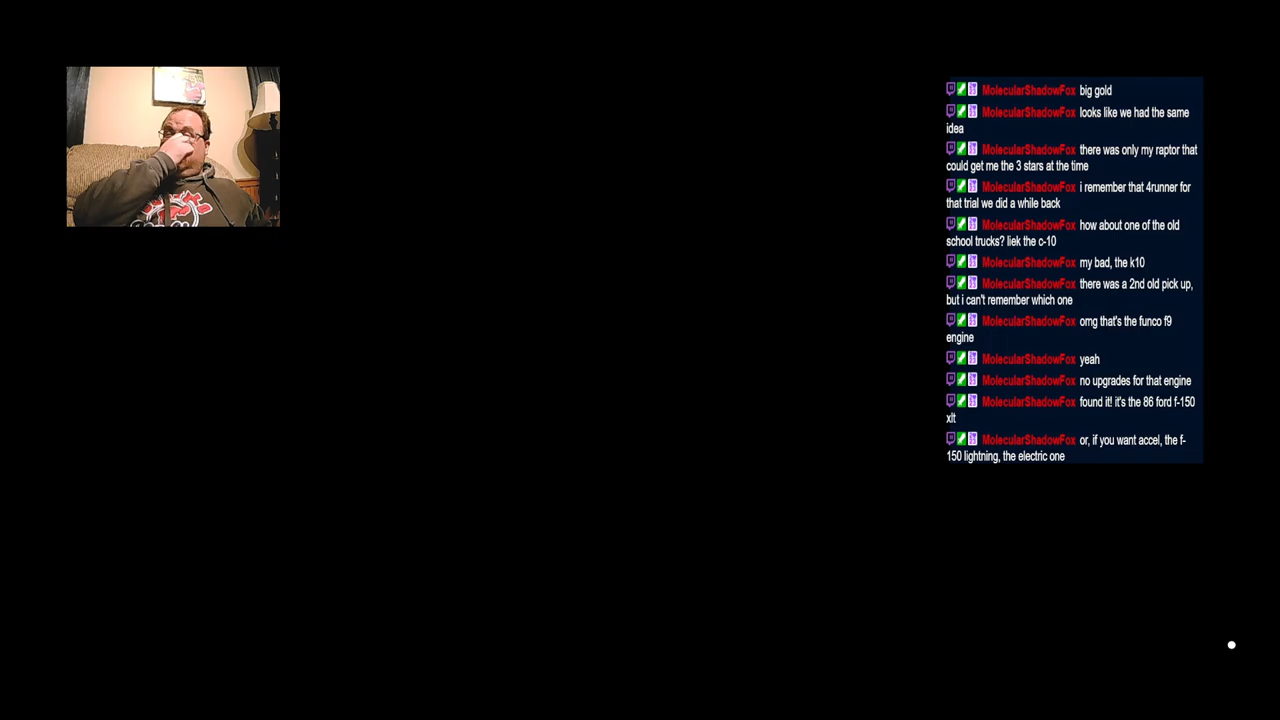 MolecularShadowFox big gold
MolecularShadowFox looks like we had the same
idea
MolecularShadowFox there was only my raptor that
could get me the 3 stars at the time
MolecularShadowFox i remember that 4runner for
that trial we did a while back
MolecularShadowFox how about one of the old
school trucks? liek the c-10
MolecularShadowFox my bad, the k10
MolecularShadowFox there was a 2nd old pick up,
but i can't remember which one
MolecularShadowFox omg that's the funco f9
engine
MolecularShadowFox yeah
MolecularShadowFox no upgrades for that engine
MolecularShadowFox found it! it's the 86 ford f-150
xlt
MolecularShadowFox or, if you want accel, the f-
150 lightning, the electric one